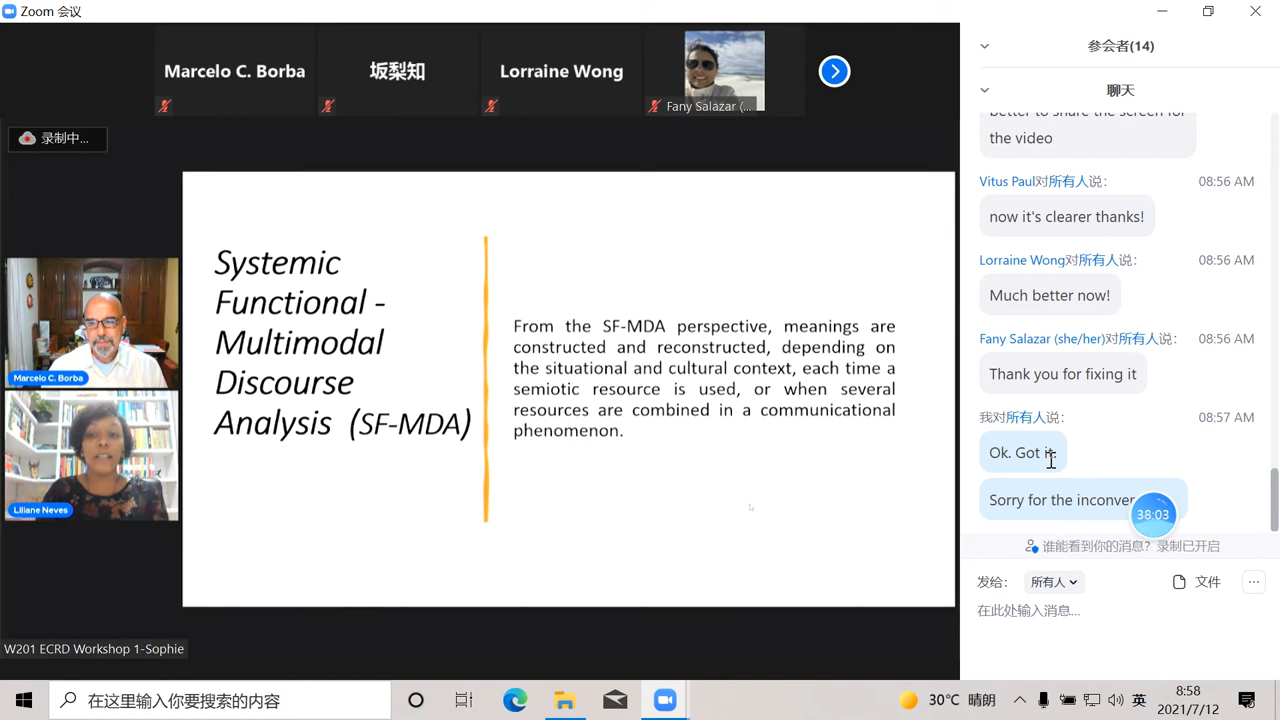 Zoom 会议
Marcelo C. Borba
坂梨知
Lorraine Wong
Fany Salazar (...
录制中...
Marcelo C. Borba
Liliane Neves
Systemic
Functional -
Multimodal
Discourse
Analysis (SF-MDA)
From the SF-MDA perspective, meanings are
constructed and reconstructed, depending on
the situational and cultural context, each time a
semiotic resource is used, or when several
resources are combined in a communicational
phenomenon.
W201 ECRD Workshop 1-Sophie
参会者(14)
聊天
better to share the screen for
the video
Vitus Paul对所有人说: 08:56 AM
now it's clearer thanks!
Lorraine Wong对所有人说: 08:56 AM
Much better now!
Fany Salazar (she/her)对所有人说: 08:56 AM
Thank you for fixing it
我对所有人说: 08:57 AM
Ok. Got it
Sorry for the
38:03
谁能看到你的消息? 录制已开启
发给: 所有人 文件
在此处输入消息...
在这里输入你要搜索的内容
30°C 晴朗 英 8:58
2021/7/12